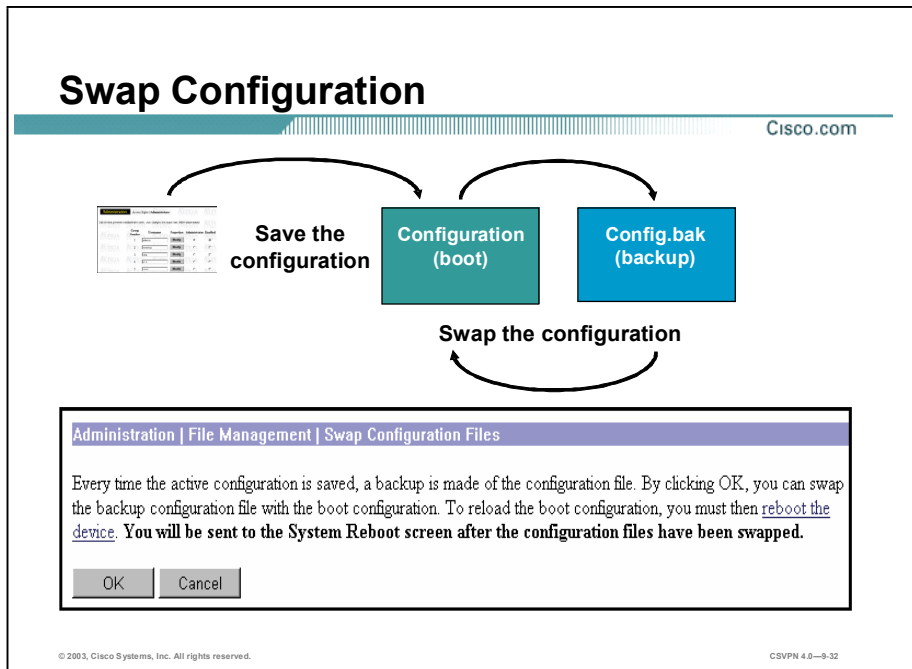 Swap Configuration
Cisco.com
Save the
configuration
Configuration
(boot)
Config.bak
(backup)
Swap the configuration
Administration | File Management | Swap Configuration Files
Every time the active configuration is saved, a backup is made of the configuration file. By clicking OK, you can swap
the backup configuration file with the boot configuration. To reload the boot configuration, you must then reboot the
device. You will be sent to the System Reboot screen after the configuration files have been swapped.
OK Cancel
© 2003, Cisco Systems, Inc. All rights reserved.
CSVPN 4.0—9-32